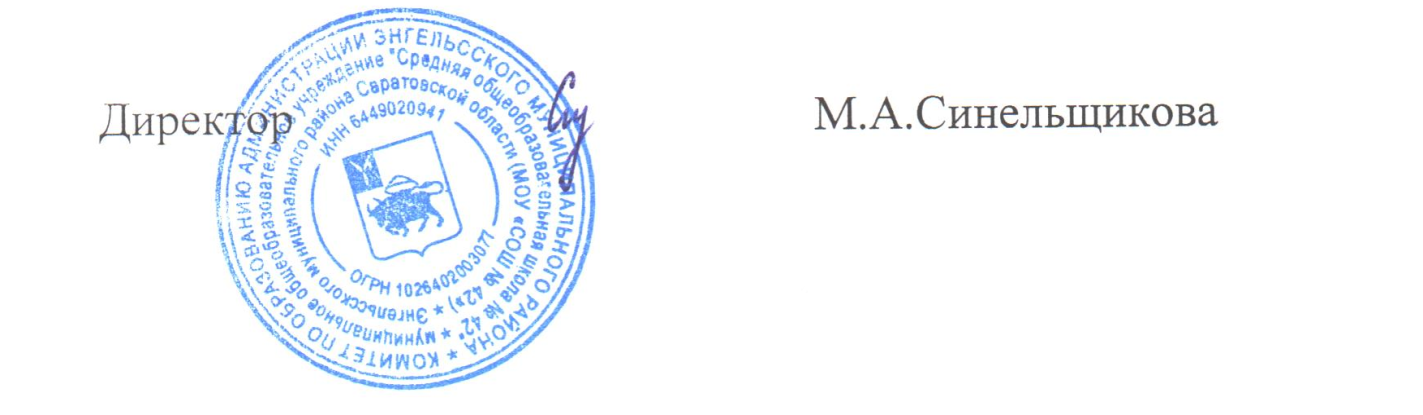 Директор
М.А.Синельщикова
КОМИТЕТ ПО ОБРАЗОВАНИЮ АДМИНИСТРАЦИИ ЭНГЕЛЬССКОГО МУНИЦИПАЛЬНОГО РАЙОНА *
* муниципальное общеобразовательное учреждение "Средняя общеобразовательная школа № 42"
Энгельсского муниципального района Саратовской области (МОУ «СОШ № 42») *
ИНН 6449020941
ОГРН 1026402003077